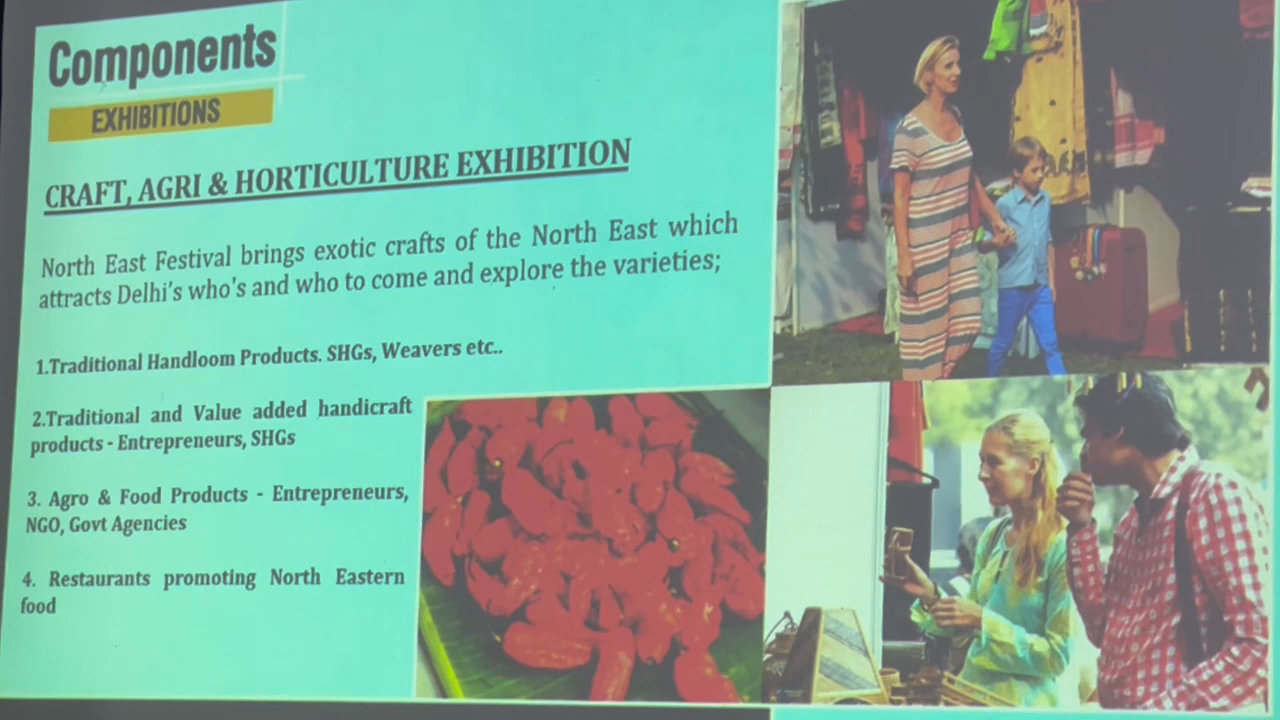 Components
EXHIBITIONS
CRAFT, AGRI & HORTICULTURE EXHIBITION
North East Festival brings exotic crafts of the North East which
attracts Delhi's who's and who to come and explore the varieties;
1.Traditional Handloom Products. SHGs, Weavers etc..
2.Traditional and Value added handicraft
products - Entrepreneurs, SHGs
3. Agro & Food Products - Entrepreneurs,
NGO, Govt Agencies
4. Restaurants promoting North Eastern
food